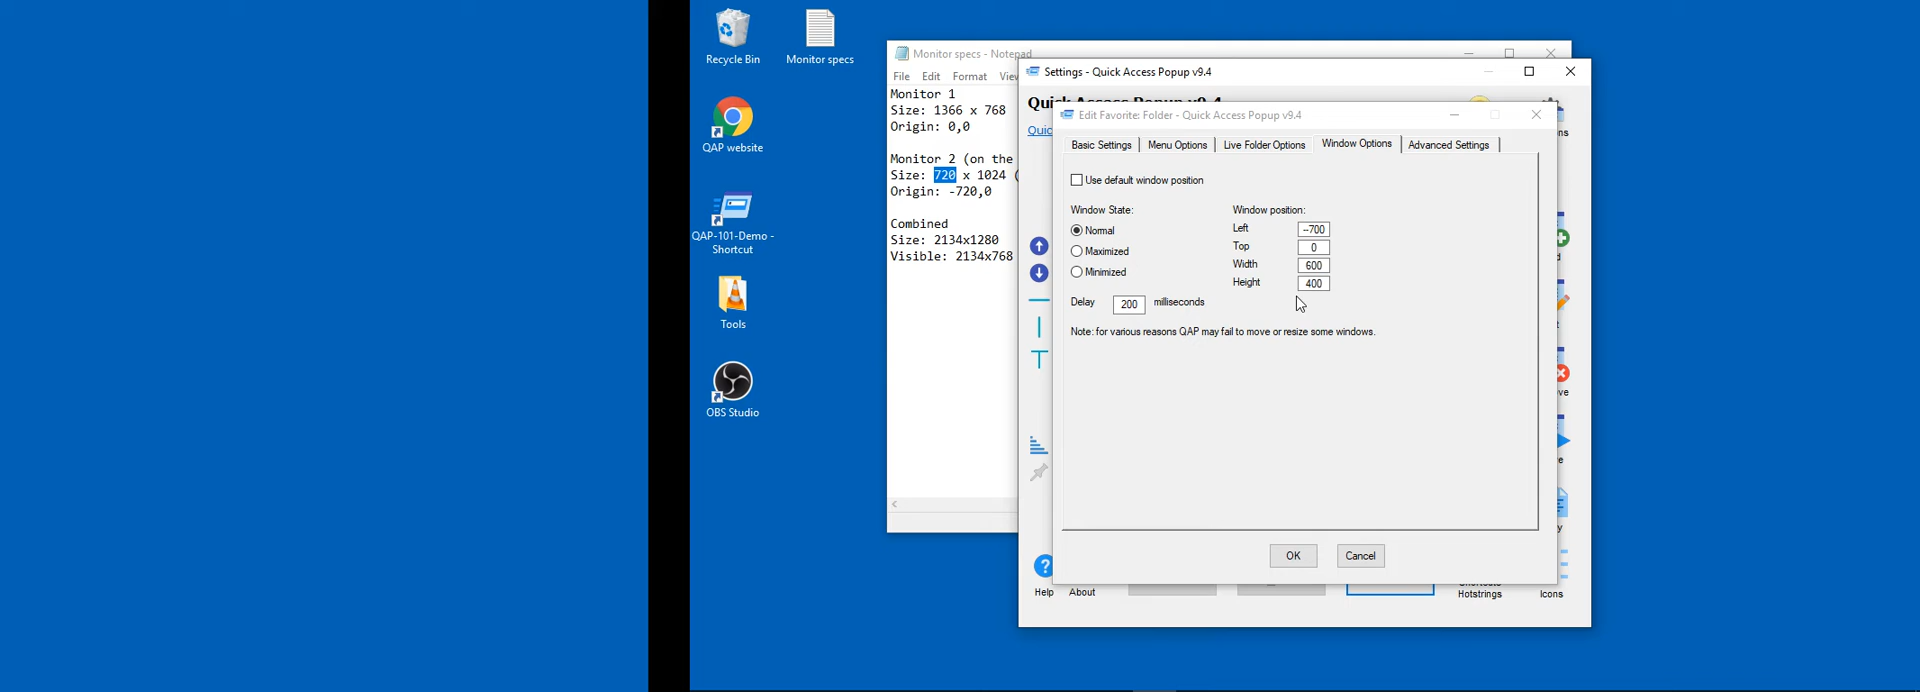 Recycle Bin
Monitor specs
QAP website
QAP-101-Demo -
Shortcut
Tools
OBS Studio
Monitor specs - Notepad
File Edit Format
Monitor 1
Size: 1366 x 768
Origin: 0,0
Monitor 2 (on the
Size: 720 x 1024 (
Origin: -720,0
Combined
Size: 2134x1280
Visible: 2134x768
Settings - Quick Access Popup v9.4
Quick Access Popup v9.4
Edit Favorite: Folder - Quick Access Popup v9.4
Basic Settings Menu Options Live Folder Options Window Options Advanced Settings
Use default window position
Window State:
Normal
Maximized
Minimized
Delay 200 milliseconds
Window position:
Left --700
Top 0
Width 600
Height 400
Note: for various reasons QAP may fail to move or resize some windows.
OK Cancel
Help About
Hotstrings
Icons